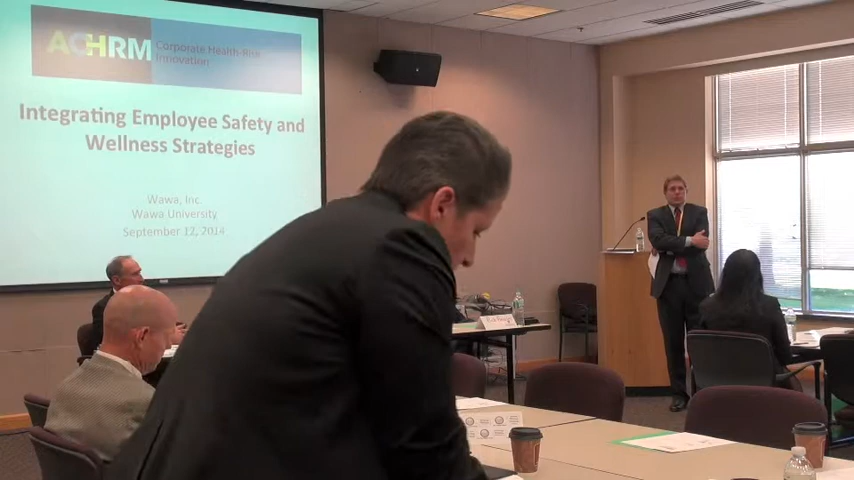 ACHRM
Corporate Health Risk
Innovation
Integrating Employee Safety and
Wellness Strategies
Wawa, Inc.
Wawa University
September 12, 2014